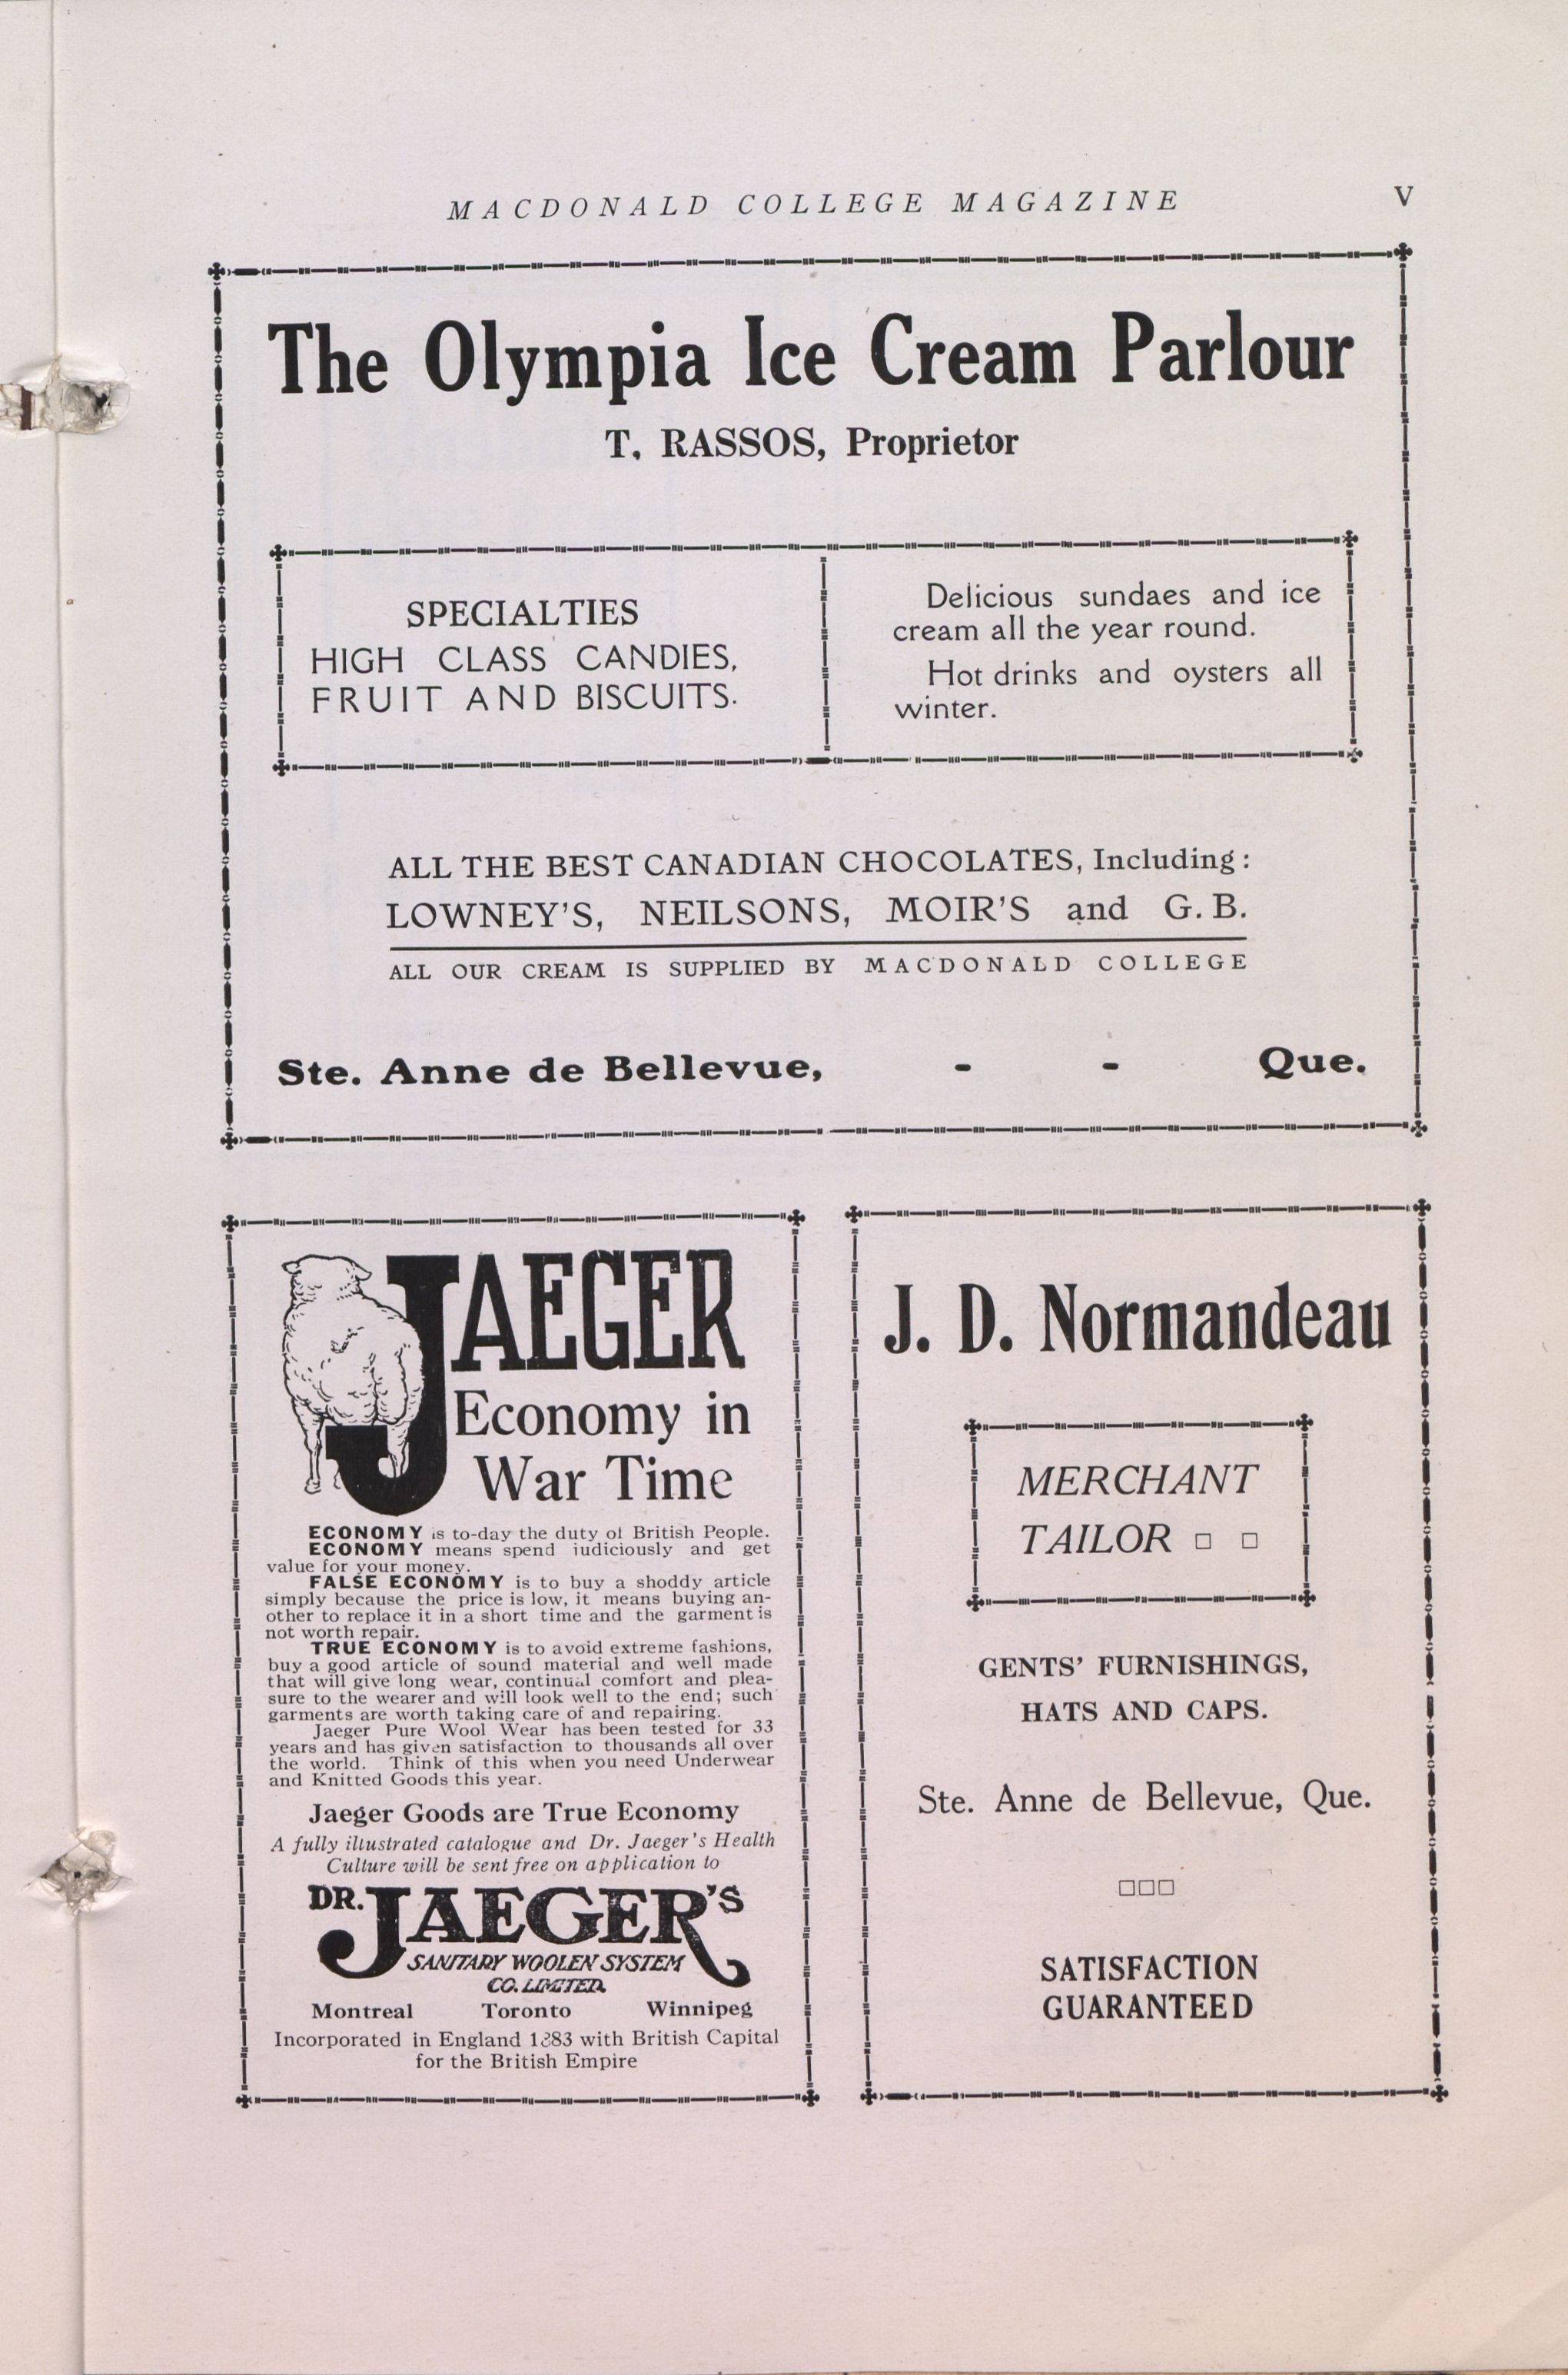 MACDONALD COLLEGE MAGAZINE V
The Olympia Ice Cream Parlour
T. RASSOS, Proprietor
SPECIALTIES
HIGH CLASS CANDIES,
FRUIT AND BISCUITS.
Delicious sundaes and ice
cream all the year round.
Hot drinks and oysters all
winter.
ALL THE BEST CANADIAN CHOCOLATES, Including:
LOWNEY'S, NEILSONS, MOIR'S and G. B.
ALL OUR CREAM IS SUPPLIED BY MACDONALD COLLEGE
Ste. Anne de Bellevue, - - Que.
JAEGER
Economy in
War Time
ECONOMY is to-day the duty of British People.
ECONOMY means spend iudiciously and get
value for your money.
FALSE ECONOMY is to buy a shoddy article
simply because the price is low, it means buying an-
other to replace it in a short time and the garment is
not worth repair.
TRUE ECONOMY is to avoid extreme fashions,
buy a good article of sound material and well made
that will give long wear, continual comfort and plea-
sure to the wearer and will look well to the end; such
garments are worth taking care of and repairing.
Jaeger Pure Wool Wear has been tested for 33
years and has given satisfaction to thousands all over
the world. Think of this when you need Underwear
and Knitted Goods this year.
Jaeger Goods are True Economy
A fully illustrated catalogue and Dr. Jaeger's Health
Culture will be sent free on application to
DR. JAEGER'S
SANITARY WOOLEN SYSTEM
CO. LIMITED.
Montreal Toronto Winnipeg
Incorporated in England 1883 with British Capital
for the British Empire
J. D. Normandeau
MERCHANT
TAILOR □ □
GENTS' FURNISHINGS,
HATS AND CAPS.
Ste. Anne de Bellevue, Que.
□□□
SATISFACTION
GUARANTEED